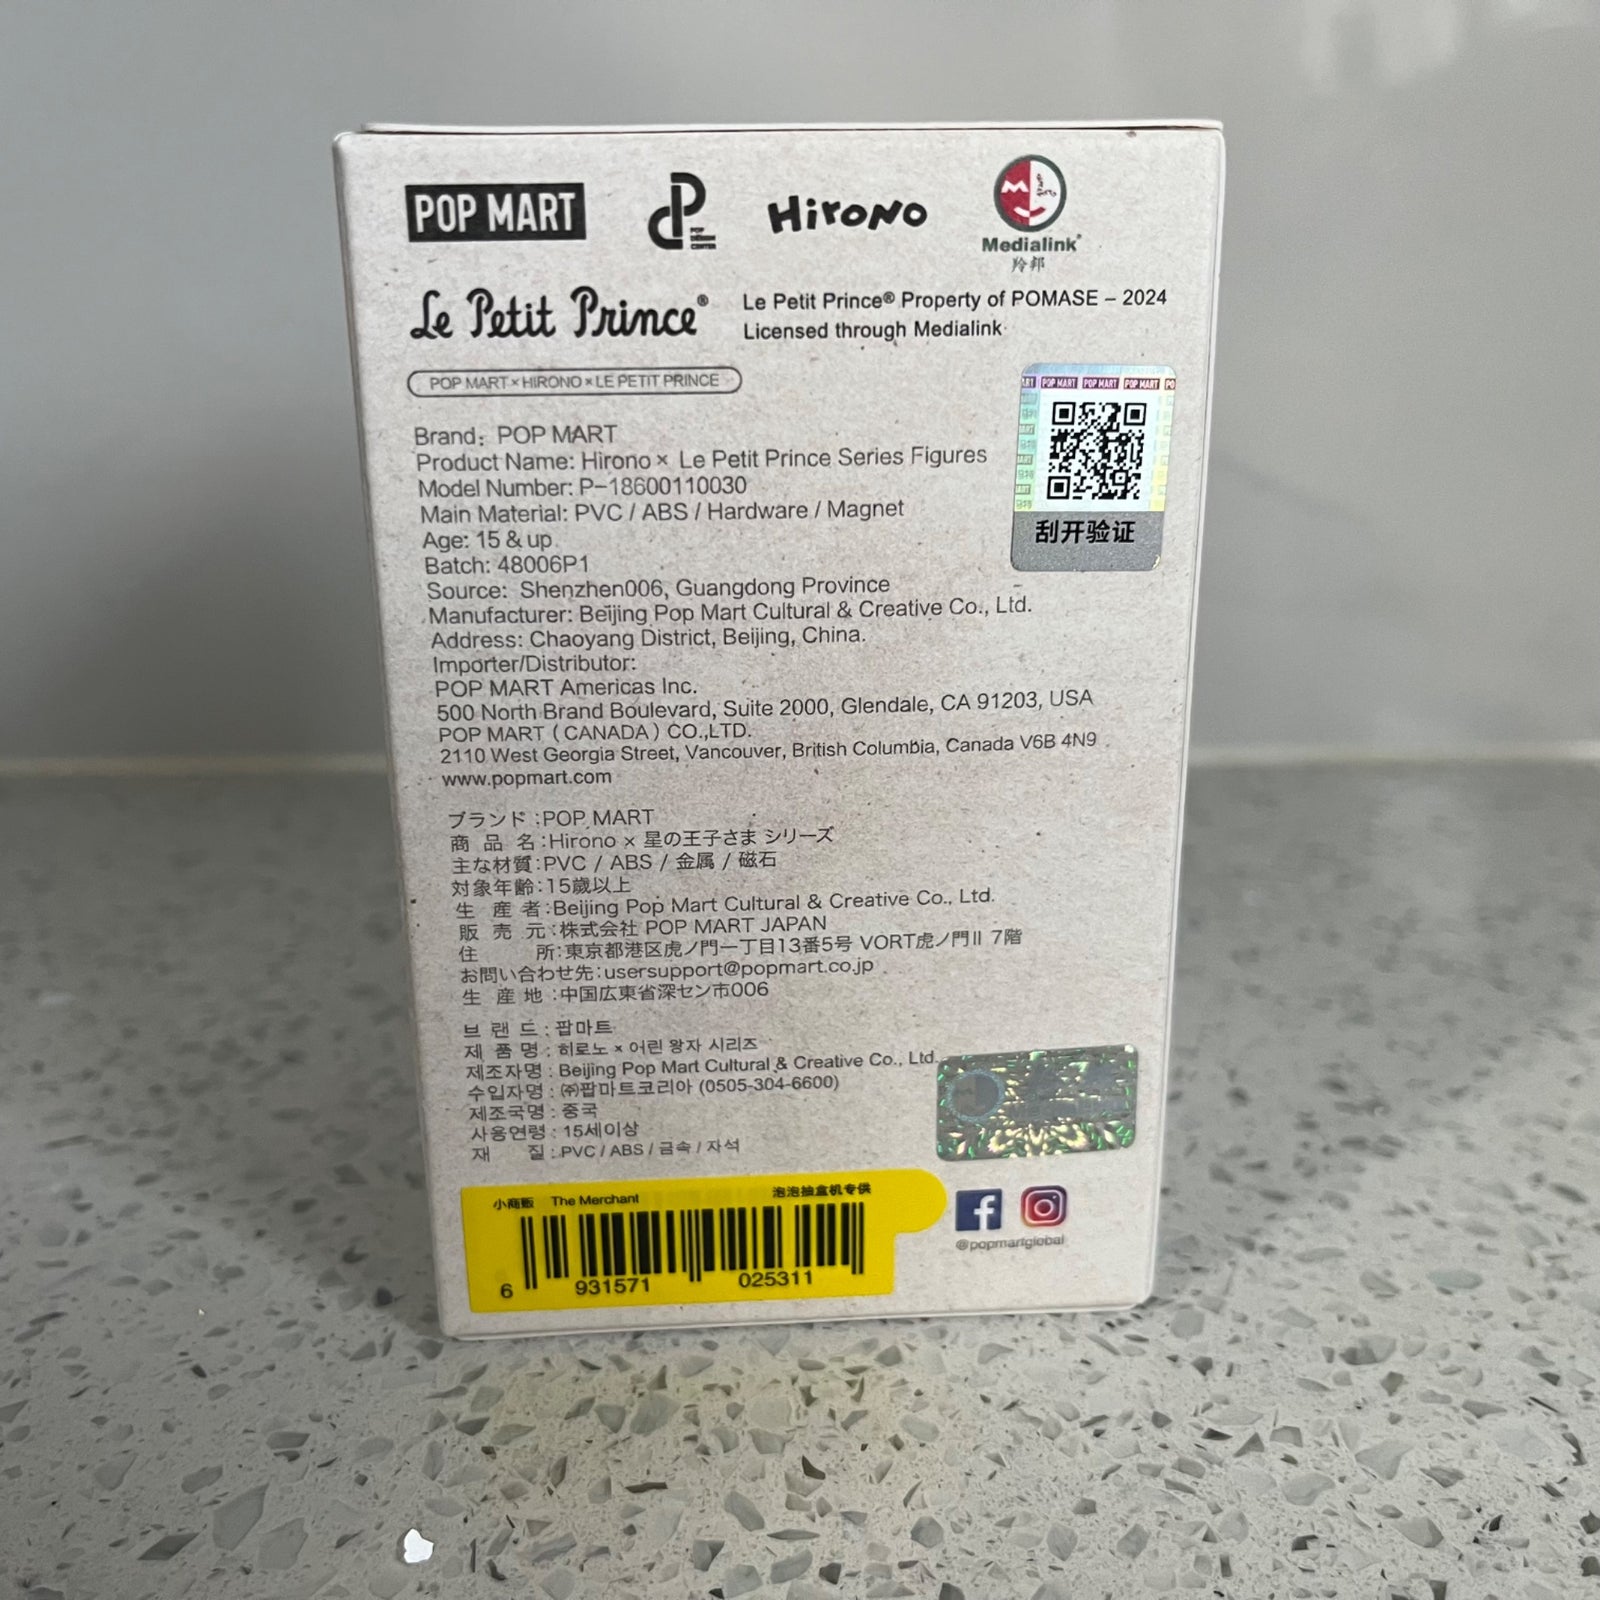 POP MART
POP DESIGN CENTER
Hirono
Medialink
羚邦
Le Petit Prince®
Le Petit Prince® Property of POMASE – 2024
Licensed through Medialink
POP MART×HIRONO×LE PETIT PRINCE
POP MART POP MART POP MART
刮开验证
Brand: POP MART
Product Name: Hirono× Le Petit Prince Series Figures
Model Number: P-18600110030
Main Material: PVC / ABS / Hardware / Magnet
Age: 15 & up
Batch: 48006P1
Source: Shenzhen006, Guangdong Province
Manufacturer: Beijing Pop Mart Cultural & Creative Co., Ltd.
Address: Chaoyang District, Beijing, China.
Importer/Distributor:
POP MART Americas Inc.
500 North Brand Boulevard, Suite 2000, Glendale, CA 91203, USA
POP MART (CANADA) CO.,LTD.
2110 West Georgia Street, Vancouver, British Columbia, Canada V6B 4N9
www.popmart.com
ブランド:POP MART
商品名:Hirono × 星の王子さま シリーズ
主な材質:PVC / ABS / 金属 / 磁石
対象年齢:15歳以上
生産者:Beijing Pop Mart Cultural & Creative Co., Ltd.
販売元:株式会社 POP MART JAPAN
住所:東京都港区虎ノ門一丁目13番5号 VORT虎ノ門II 7階
お問い合わせ先:usersupport@popmart.co.jp
生産地:中国広東省深セン市006
브랜드: 팝마트
제품명: 히로노 × 어린 왕자 시리즈
제조자명: Beijing Pop Mart Cultural & Creative Co., Ltd.
수입자명: ㈜팝마트코리아 (0505-304-6600)
제조국명: 중국
사용연령: 15세이상
재질: PVC / ABS / 금속 / 자석
小商贩 The Merchant 泡泡抽盒机专供
6 931571 025311
@popmartglobal